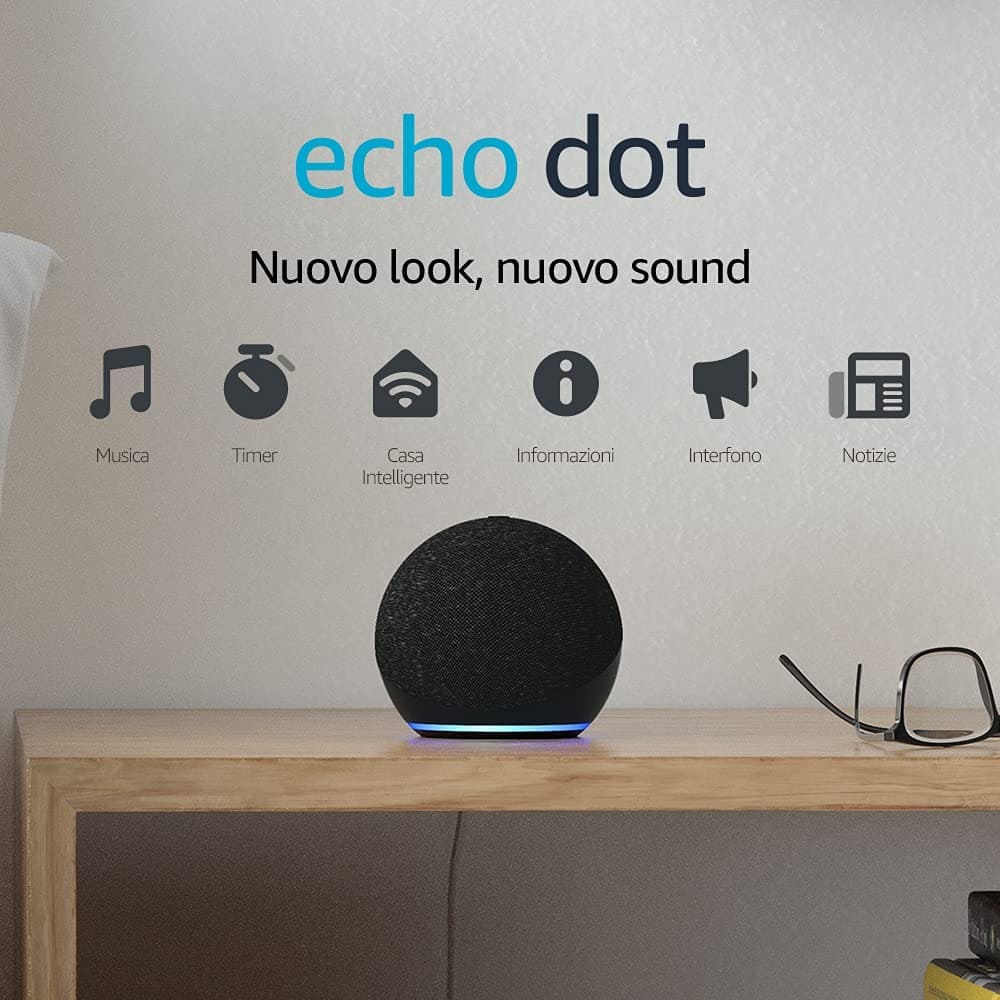 echo dot
Nuovo look, nuovo sound
Musica
Timer
Casa
Intelligente
Informazioni
Interfono
Notizie